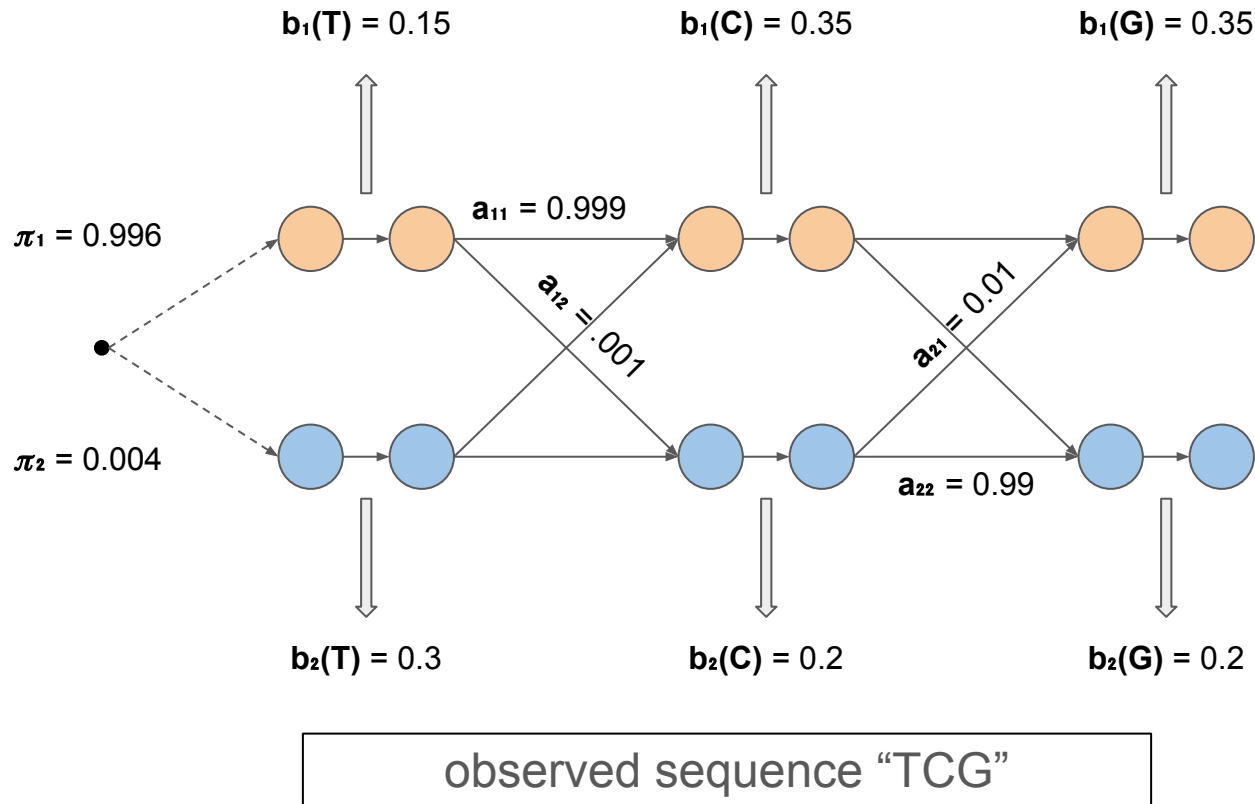 b₁(T) = 0.15 b₁(C) = 0.35 b₁(G) = 0.35
a₁₁ = 0.999
π₁ = 0.996
a₁₂ = .001
a₂₁ = 0.01
π₂ = 0.004
a₂₂ = 0.99
b₂(T) = 0.3 b₂(C) = 0.2 b₂(G) = 0.2
observed sequence “TCG”